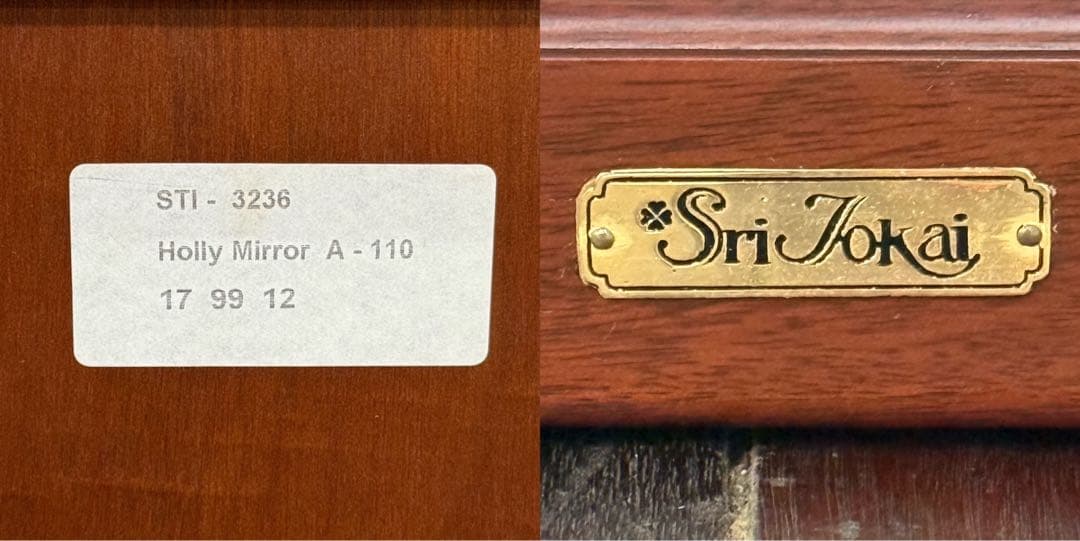 STI - 3236
Holly Mirror A - 110
17 99 12
Sri Tokai